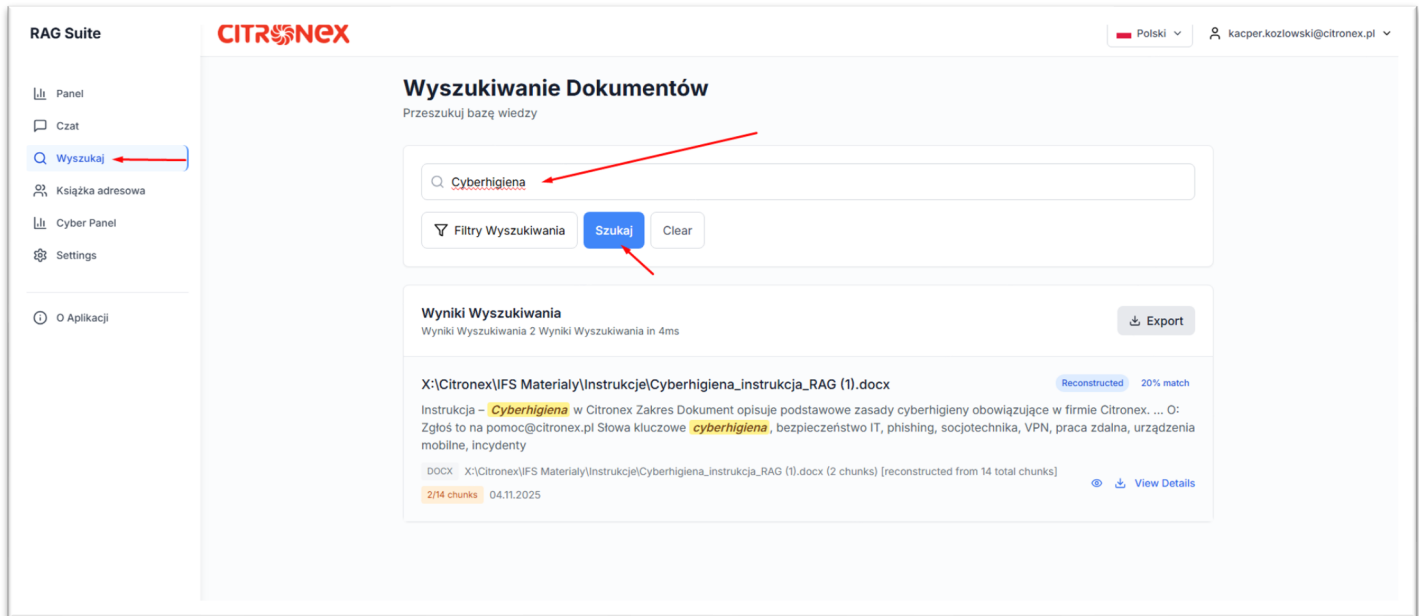 RAG Suite
CITRONEX
Polski
kacper.kozlowski@citronex.pl
Panel
Czat
Wyszukaj
Książka adresowa
Cyber Panel
Settings
O Aplikacji
Wyszukiwanie Dokumentów
Przeszukuj bazę wiedzy
Cyberhigiena
Filtry Wyszukiwania
Szukaj
Clear
Wyniki Wyszukiwania
Wyniki Wyszukiwania 2 Wyniki Wyszukiwania in 4ms
Export
X:\Citronex\IFS Materialy\Instrukcje\Cyberhigiena_instrukcja_RAG (1).docx
Reconstructed
20% match
Instrukcja – Cyberhigiena w Citronex Zakres Dokument opisuje podstawowe zasady cyberhigieny obowiązujące w firmie Citronex. ... O:
Zgłoś to na pomoc@citronex.pl Słowa kluczowe cyberhigiena, bezpieczeństwo IT, phishing, socjotechnika, VPN, praca zdalna, urządzenia
mobilne, incydenty
DOCX X:\Citronex\IFS Materialy\Instrukcje\Cyberhigiena_instrukcja_RAG (1).docx (2 chunks) [reconstructed from 14 total chunks]
2/14 chunks 04.11.2025
View Details